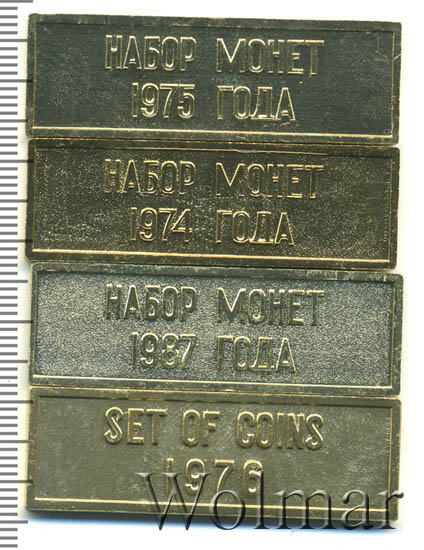 НАБОР МОНЕТ
1975 ГОДА
НАБОР МОНЕТ
1974 ГОДА
НАБОР МОНЕТ
1987 ГОДА
SET OF COINS
1976
Wolmar